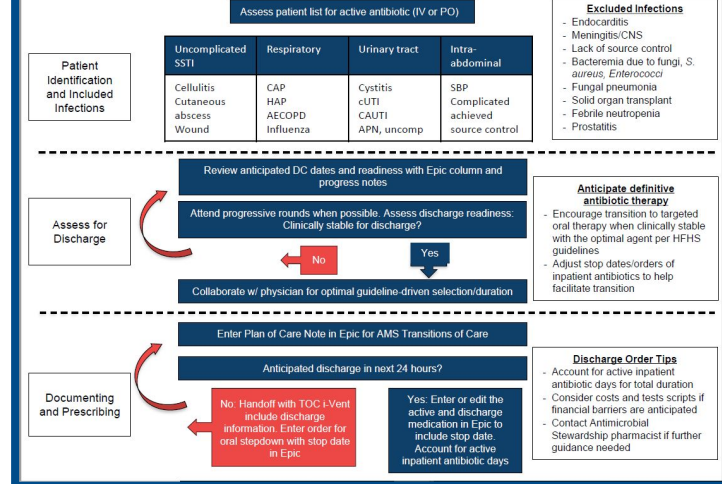 Assess patient list for active antibiotic (IV or PO)
Patient
Identification
and Included
Infections
Uncomplicated
SSTI
Respiratory
Urinary tract
Intra-
abdominal
Cellulitis
Cutaneous
abscess
Wound
CAP
HAP
AECOPD
Influenza
Cystitis
cUTI
CAUTI
APN, uncomp
SBP
Complicated
achieved
source control
Excluded Infections
- Endocarditis
- Meningitis/CNS
- Lack of source control
- Bacteremia due to fungi, S.
aureus, Enterococci
- Fungal pneumonia
- Solid organ transplant
- Febrile neutropenia
- Prostatitis
Assess for
Discharge
Review anticipated DC dates and readiness with Epic column and
progress notes
Attend progressive rounds when possible. Assess discharge readiness:
Clinically stable for discharge?
No
Yes
Collaborate w/ physician for optimal guideline-driven selection/duration
Anticipate definitive
antibiotic therapy
- Encourage transition to targeted
oral therapy when clinically stable
with the optimal agent per HFHS
guidelines
- Adjust stop dates/orders of
inpatient antibiotics to help
facilitate transition
Documenting
and Prescribing
Enter Plan of Care Note in Epic for AMS Transitions of Care
Anticipated discharge in next 24 hours?
No: Handoff with TOC i-Vent
include discharge
information. Enter order for
oral stepdown with stop date
in Epic
Yes: Enter or edit the
active and discharge
medication in Epic to
include stop date.
Account for active
inpatient antibiotic days
Discharge Order Tips
- Account for active inpatient
antibiotic days for total duration
- Consider costs and tests scripts if
financial barriers are anticipated
- Contact Antimicrobial
Stewardship pharmacist if further
guidance needed